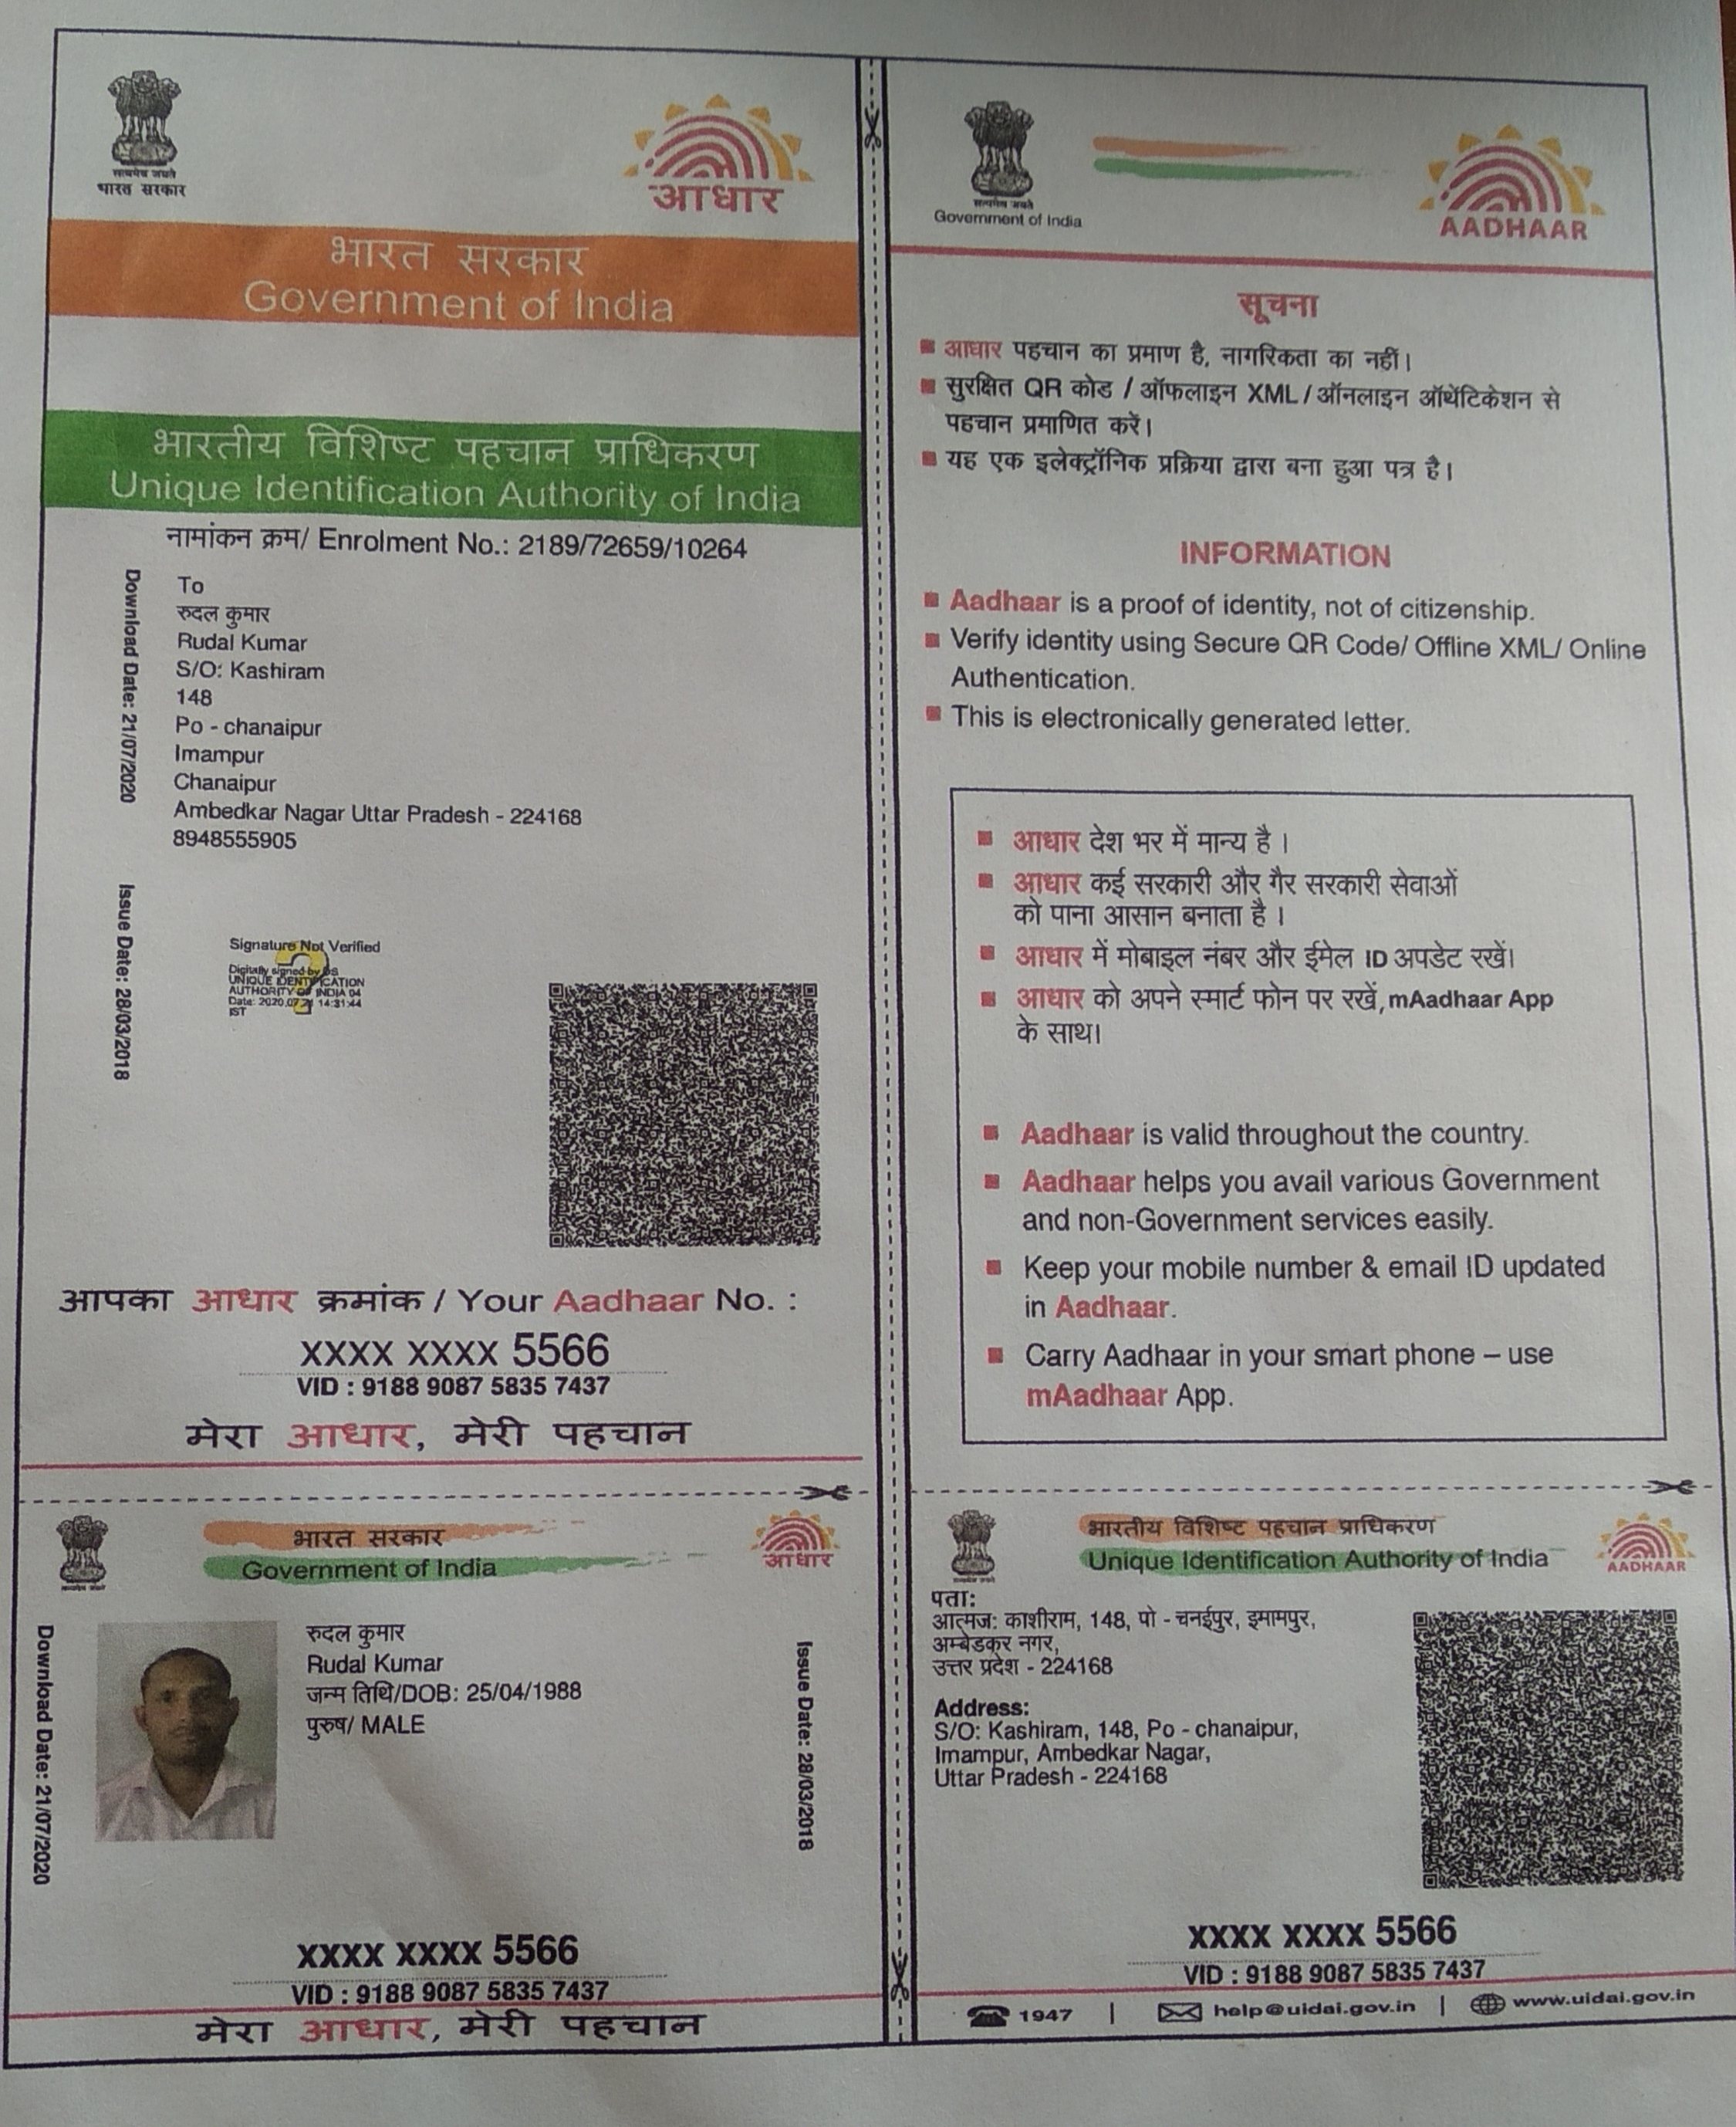 सत्यमेव जयते
भारत सरकार
आधार
भारत सरकार
Government of India
भारतीय विशिष्ट पहचान प्राधिकरण
Unique Identification Authority of India
नामांकन क्रम/ Enrolment No.: 2189/72659/10264
Download Date: 21/07/2020
To
रुदल कुमार
Rudal Kumar
S/O: Kashiram
148
Po - chanaipur
Imampur
Chanaipur
Ambedkar Nagar Uttar Pradesh - 224168
8948555905
Issue Date: 28/03/2018
Signature Not Verified
Digitally signed by DS
UNIQUE IDENTIFICATION
AUTHORITY OF INDIA 04
Date: 2020.07.21 14:31:44
IST
आपका आधार क्रमांक / Your Aadhaar No. :
XXXX XXXX 5566
VID : 9188 9087 5835 7437
मेरा आधार, मेरी पहचान
सत्यमेव जयते
Government of India
AADHAAR
सूचना
आधार पहचान का प्रमाण है, नागरिकता का नहीं।
सुरक्षित QR कोड / ऑफलाइन XML / ऑनलाइन ऑथेंटिकेशन से
पहचान प्रमाणित करें।
यह एक इलेक्ट्रॉनिक प्रक्रिया द्वारा बना हुआ पत्र है।
INFORMATION
Aadhaar is a proof of identity, not of citizenship.
Verify identity using Secure QR Code/ Offline XML/ Online
Authentication.
This is electronically generated letter.
आधार देश भर में मान्य है ।
आधार कई सरकारी और गैर सरकारी सेवाओं
को पाना आसान बनाता है ।
आधार में मोबाइल नंबर और ईमेल ID अपडेट रखें।
आधार को अपने स्मार्ट फोन पर रखें, mAadhaar App
के साथ।
Aadhaar is valid throughout the country.
Aadhaar helps you avail various Government
and non-Government services easily.
Keep your mobile number & email ID updated
in Aadhaar.
Carry Aadhaar in your smart phone – use
mAadhaar App.
भारत सरकार
Government of India
आधार
Download Date: 21/07/2020
रुदल कुमार
Rudal Kumar
जन्म तिथि/DOB: 25/04/1988
पुरुष/ MALE
Issue Date: 28/03/2018
XXXX XXXX 5566
VID : 9188 9087 5835 7437
मेरा आधार, मेरी पहचान
भारतीय विशिष्ट पहचान प्राधिकरण
Unique Identification Authority of India
AADHAAR
पता:
आत्मज: काशीराम, 148, पो - चनईपुर, इमामपुर,
अम्बेडकर नगर,
उत्तर प्रदेश - 224168
Address:
S/O: Kashiram, 148, Po - chanaipur,
Imampur, Ambedkar Nagar,
Uttar Pradesh - 224168
XXXX XXXX 5566
VID : 9188 9087 5835 7437
1947 | help@uidai.gov.in | www.uidai.gov.in